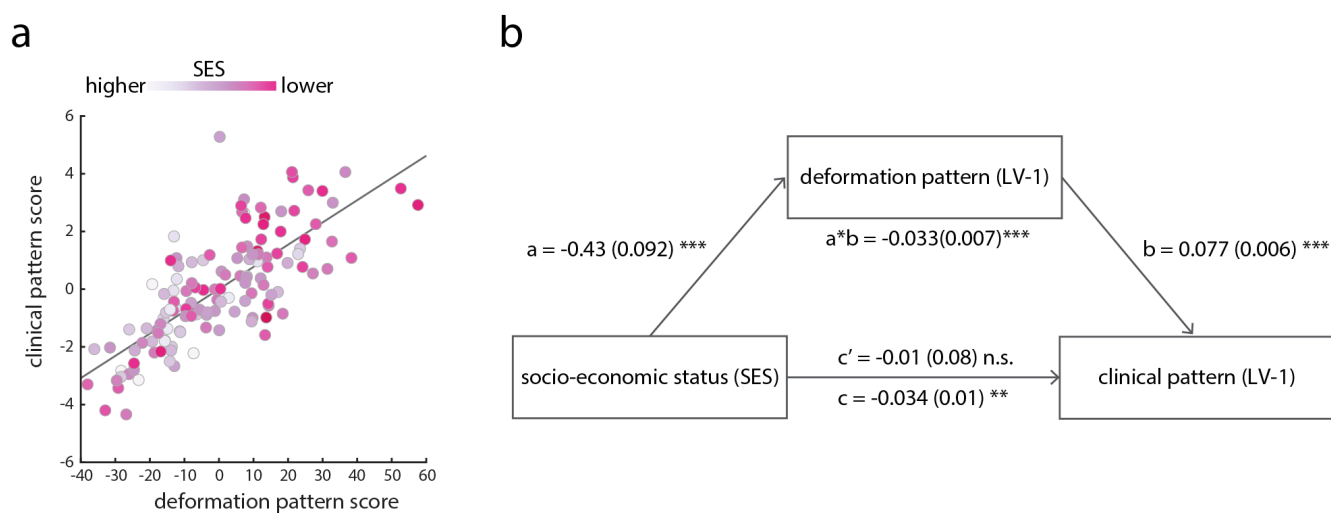 a
SES
higher lower
clinical pattern score
6
4
2
0
-2
-4
-6
-40 -30 -20 -10 0 10 20 30 40 50 60
deformation pattern score
b
deformation pattern (LV-1)
a*b = -0.033(0.007)***
a = -0.43 (0.092) ***
b = 0.077 (0.006) ***
socio-economic status (SES)
c’ = -0.01 (0.08) n.s.
c = -0.034 (0.01) **
clinical pattern (LV-1)